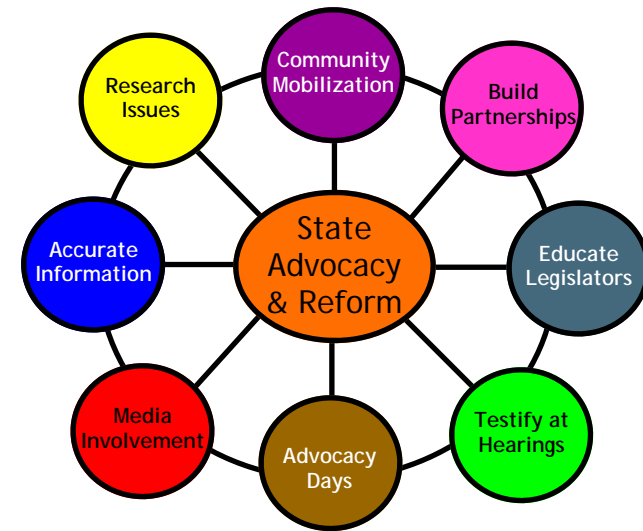 Community
Mobilization
Build
Partnerships
Educate
Legislators
Testify at
Hearings
Advocacy
Days
Media
Involvement
Accurate
Information
Research
Issues
State
Advocacy
& Reform